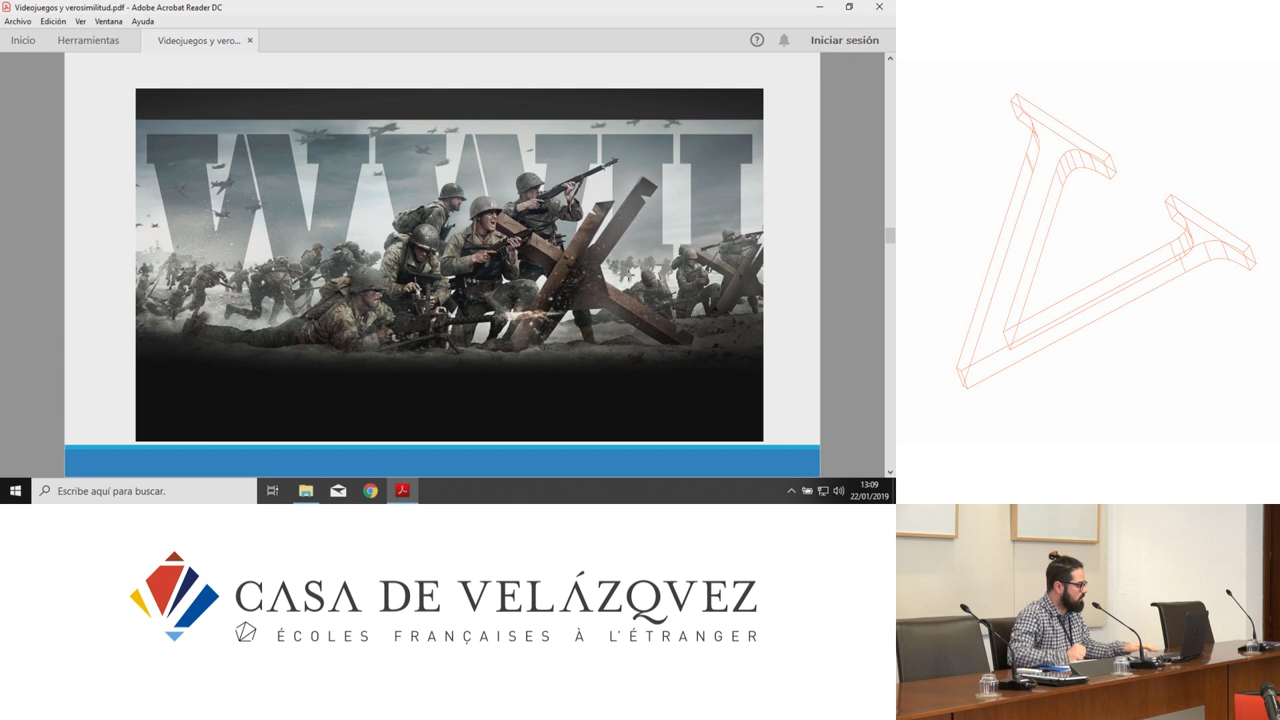 Videojuegos y verosimilitud.pdf - Adobe Acrobat Reader DC
Archivo Edición Ver Ventana Ayuda
Inicio Herramientas Videojuegos y vero... × Iniciar sesión
WWII
Escribe aquí para buscar.
13:09
22/01/2019
CASA DE VELÁZQVEZ
ÉCOLES FRANÇAISES À L'ÉTRANGER